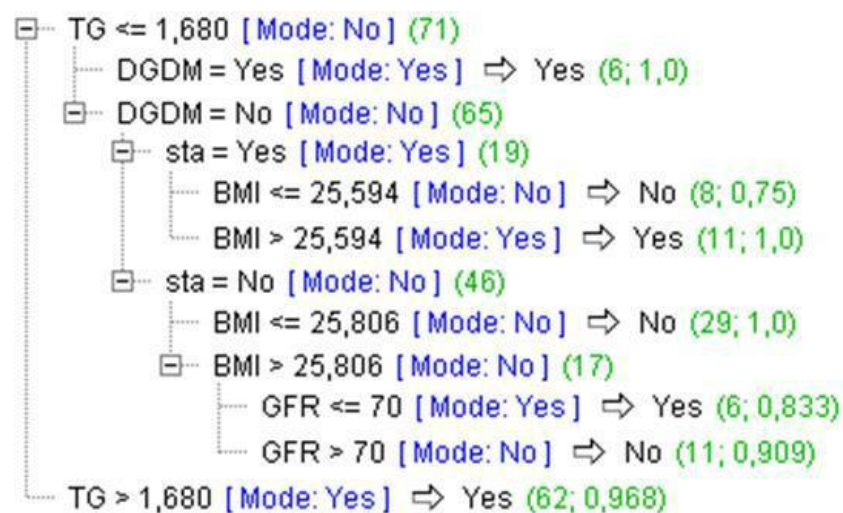 TG <= 1,680 [Mode: No] (71)
DGDM = Yes [Mode: Yes] ⇨ Yes (6; 1,0)
DGDM = No [Mode: No] (65)
sta = Yes [Mode: Yes] (19)
BMI <= 25,594 [Mode: No] ⇨ No (8; 0,75)
BMI > 25,594 [Mode: Yes] ⇨ Yes (11; 1,0)
sta = No [Mode: No] (46)
BMI <= 25,806 [Mode: No] ⇨ No (29; 1,0)
BMI > 25,806 [Mode: No] (17)
GFR <= 70 [Mode: Yes] ⇨ Yes (6; 0,833)
GFR > 70 [Mode: No] ⇨ No (11; 0,909)
TG > 1,680 [Mode: Yes] ⇨ Yes (62; 0,968)